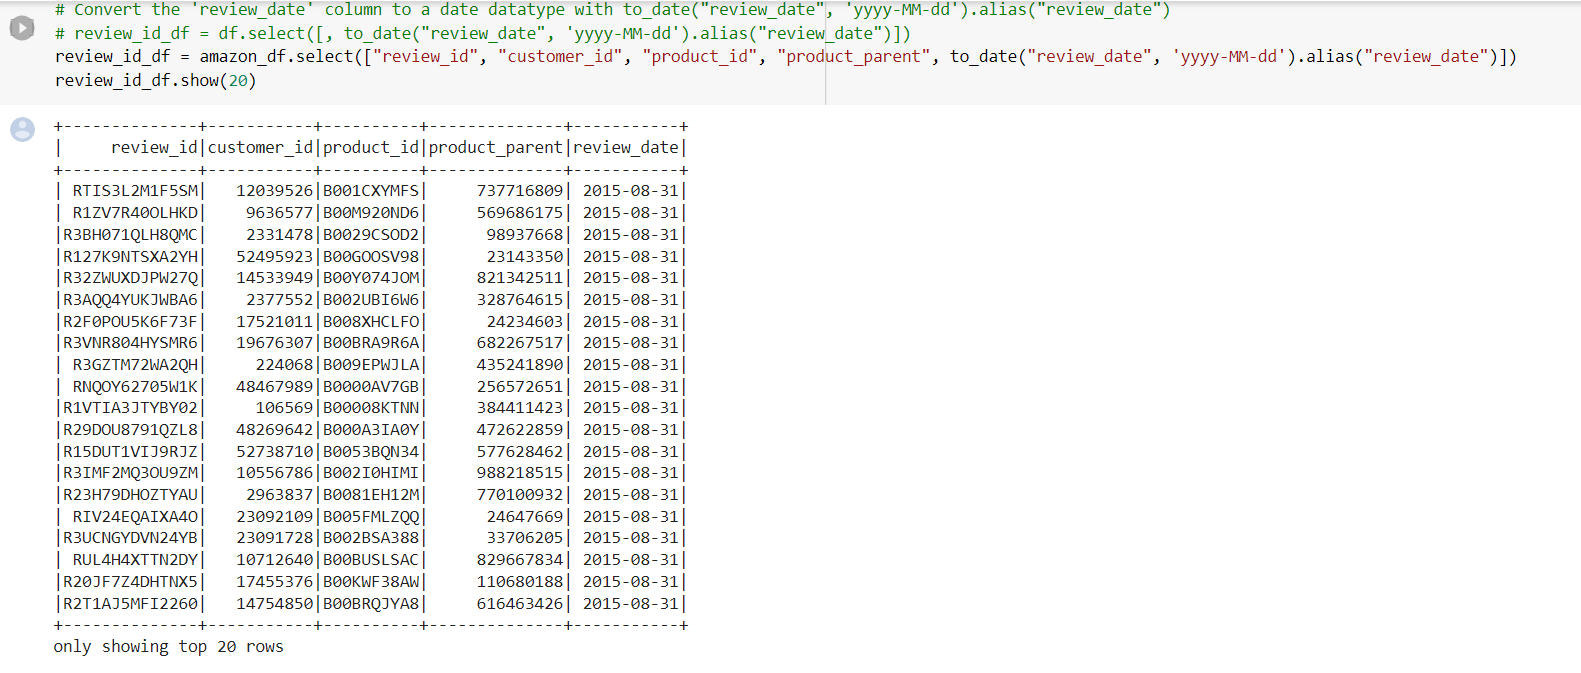 # Convert the 'review_date' column to a date datatype with to_date("review_date", 'yyyy-MM-dd').alias("review_date")
# review_id_df = df.select([, to_date("review_date", 'yyyy-MM-dd').alias("review_date")])
review_id_df = amazon_df.select(["review_id", "customer_id", "product_id", "product_parent", to_date("review_date", 'yyyy-MM-dd').alias("review_date")])
review_id_df.show(20)
+--------------+-----------+----------+--------------+-----------+
|     review_id|customer_id|product_id|product_parent|review_date|
+--------------+-----------+----------+--------------+-----------+
| RTIS3L2M1F5SM|   12039526|B001CXYMFS|     737716809| 2015-08-31|
| R1ZV7R40OLHKD|    9636577|B00M920ND6|     569686175| 2015-08-31|
|R3BH071QLH8QMC|    2331478|B0029CSOD2|      98937668| 2015-08-31|
|R127K9NTSXA2YH|   52495923|B00GOOSV98|      23143350| 2015-08-31|
|R32ZWUXDJPW27Q|   14533949|B00Y074JOM|     821342511| 2015-08-31|
|R3AQQ4YUKJWBA6|    2377552|B002UBI6W6|     328764615| 2015-08-31|
|R2F0POU5K6F73F|   17521011|B008XHCLFO|      24234603| 2015-08-31|
|R3VNR804HYSMR6|   19676307|B00BRA9R6A|     682267517| 2015-08-31|
| R3GZTM72WA2QH|     224068|B009EPWJLA|     435241890| 2015-08-31|
| RNQOY62705W1K|   48467989|B0000AV7GB|     256572651| 2015-08-31|
|R1VTIA3JTYBY02|     106569|B00008KTNN|     384411423| 2015-08-31|
|R29DOU8791QZL8|   48269642|B000A3IA0Y|     472622859| 2015-08-31|
|R15DUT1VIJ9RJZ|   52738710|B0053BQN34|     577628462| 2015-08-31|
|R3IMF2MQ3OU9ZM|   10556786|B002I0HIMI|     988218515| 2015-08-31|
|R23H79DHOZTYAU|    2963837|B0081EH12M|     770100932| 2015-08-31|
| RIV24EQAIXA4O|   23092109|B005FMLZQQ|      24647669| 2015-08-31|
|R3UCNGYDVN24YB|   23091728|B002BSA388|      33706205| 2015-08-31|
| RUL4H4XTTN2DY|   10712640|B00BUSLSAC|     829667834| 2015-08-31|
|R20JF7Z4DHTNX5|   17455376|B00KWF38AW|     110680188| 2015-08-31|
|R2T1AJ5MFI2260|   14754850|B00BRQJYA8|     616463426| 2015-08-31|
+--------------+-----------+----------+--------------+-----------+
only showing top 20 rows